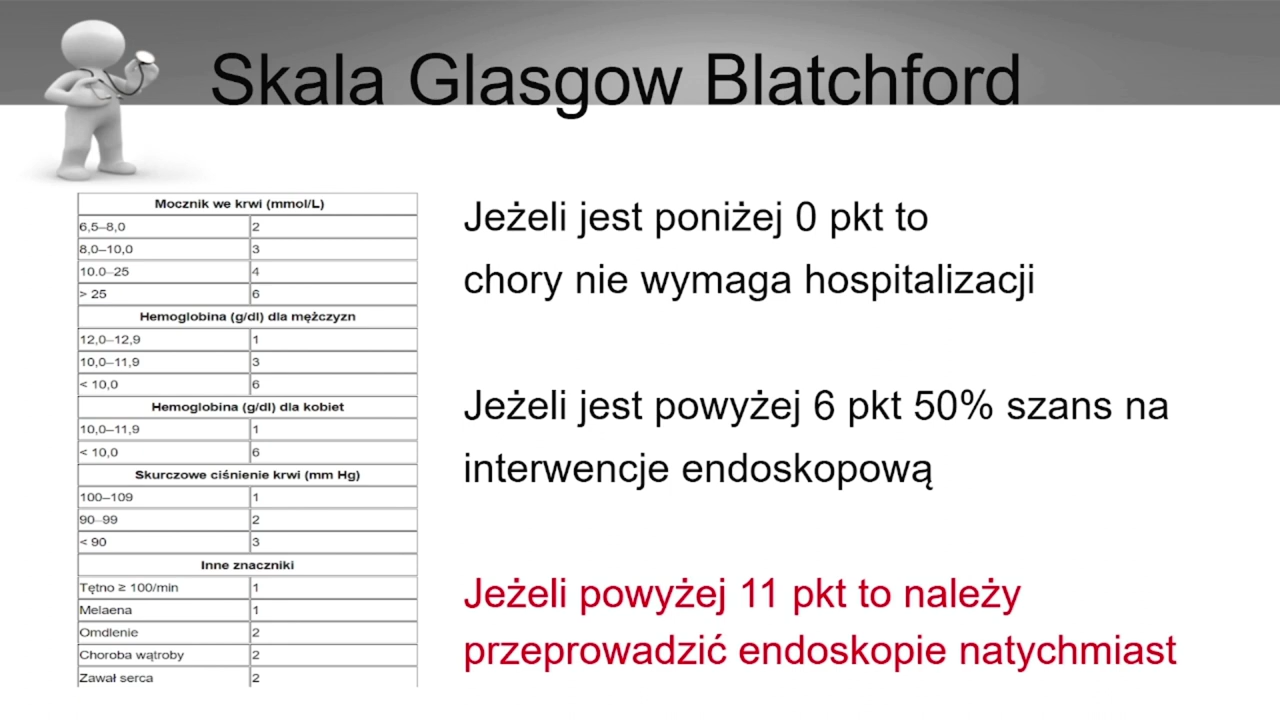 Skala Glasgow Blatchford
Mocznik we krwi (mmol/L)
6,5–8,0 2
8,0–10,0 3
10.0–25 4
> 25 6
Hemoglobina (g/dl) dla mężczyzn
12,0–12,9 1
10,0–11,9 3
< 10,0 6
Hemoglobina (g/dl) dla kobiet
10,0–11,9 1
< 10,0 6
Skurczowe ciśnienie krwi (mm Hg)
100–109 1
90–99 2
< 90 3
Inne znaczniki
Tętno ≥ 100/min 1
Melaena 1
Omdlenie 2
Choroba wątroby 2
Zawał serca 2
Jeżeli jest poniżej 0 pkt to
chory nie wymaga hospitalizacji
Jeżeli jest powyżej 6 pkt 50% szans na
interwencje endoskopową
Jeżeli powyżej 11 pkt to należy
przeprowadzić endoskopie natychmiast